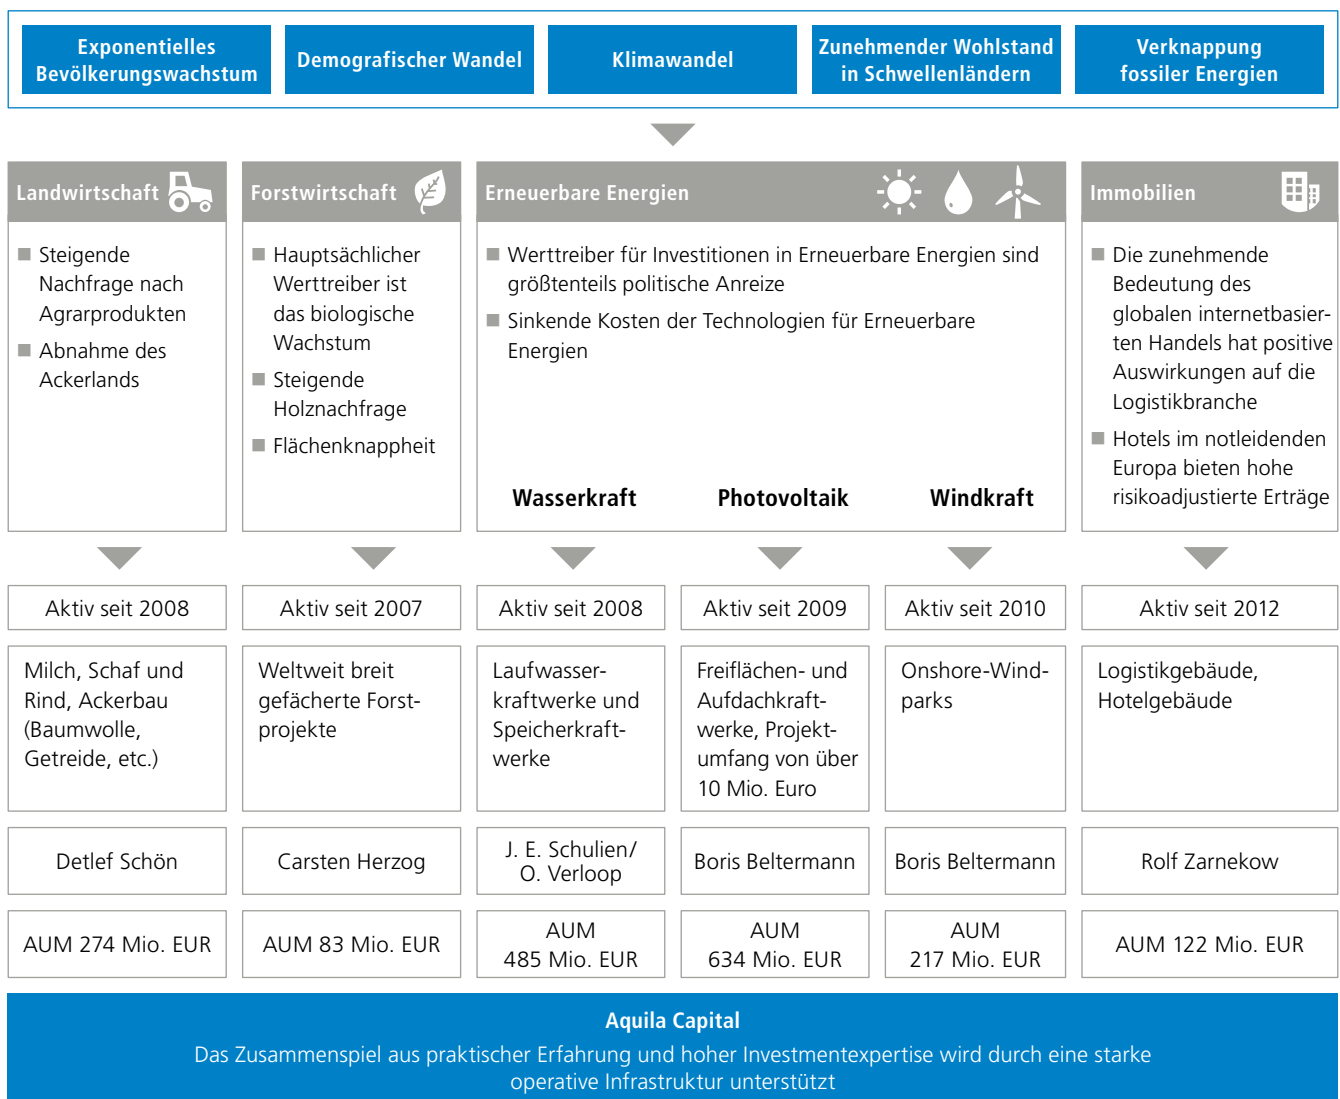 Exponentielles
Bevölkerungswachstum
Demografischer Wandel
Klimawandel
Zunehmender Wohlstand
in Schwellenländern
Verknappung
fossiler Energien
Landwirtschaft
Steigende
Nachfrage nach
Agrarprodukten
Abnahme des
Ackerlands
Forstwirtschaft
Hauptsächlicher
Werttreiber ist
das biologische
Wachstum
Steigende
Holznachfrage
Flächenknappheit
Erneuerbare Energien
Werttreiber für Investitionen in Erneuerbare Energien sind
größtenteils politische Anreize
Sinkende Kosten der Technologien für Erneuerbare
Energien
Wasserkraft
Photovoltaik
Windkraft
Immobilien
Die zunehmende
Bedeutung des
globalen internetbasier-
ten Handels hat positive
Auswirkungen auf die
Logistikbranche
Hotels im notleidenden
Europa bieten hohe
risikoadjustierte Erträge
Aktiv seit 2008
Aktiv seit 2007
Aktiv seit 2008
Aktiv seit 2009
Aktiv seit 2010
Aktiv seit 2012
Milch, Schaf und
Rind, Ackerbau
(Baumwolle,
Getreide, etc.)
Weltweit breit
gefächerte Forst-
projekte
Laufwasser-
kraftwerke und
Speicherkraft-
werke
Freiflächen- und
Aufdachkraft-
werke, Projekt-
umfang von über
10 Mio. Euro
Onshore-Wind-
parks
Logistikgebäude,
Hotelgebäude
Detlef Schön
Carsten Herzog
J. E. Schulien/
O. Verloop
Boris Beltermann
Boris Beltermann
Rolf Zarnekow
AUM 274 Mio. EUR
AUM 83 Mio. EUR
AUM
485 Mio. EUR
AUM
634 Mio. EUR
AUM
217 Mio. EUR
AUM 122 Mio. EUR
Aquila Capital
Das Zusammenspiel aus praktischer Erfahrung und hoher Investmentexpertise wird durch eine starke
operative Infrastruktur unterstützt